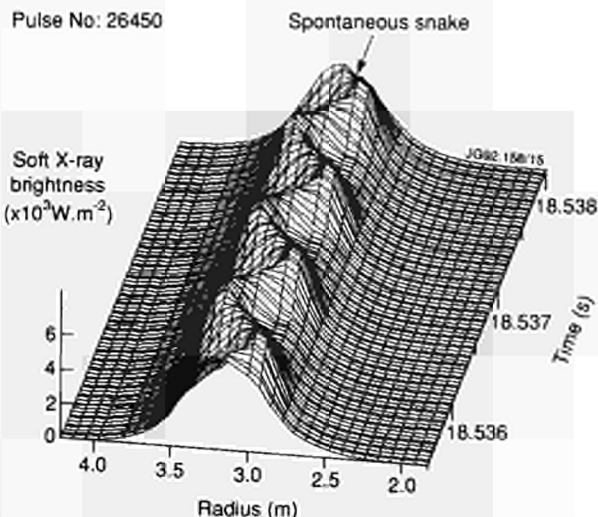 Pulse No: 26450
Spontaneous snake
JG92.158/15
Soft X-ray
brightness
(x10³W.m⁻²)
18.538
6
18.537
Time (s)
4
2
18.536
0
4.0 3.5 3.0 2.5 2.0
Radius (m)